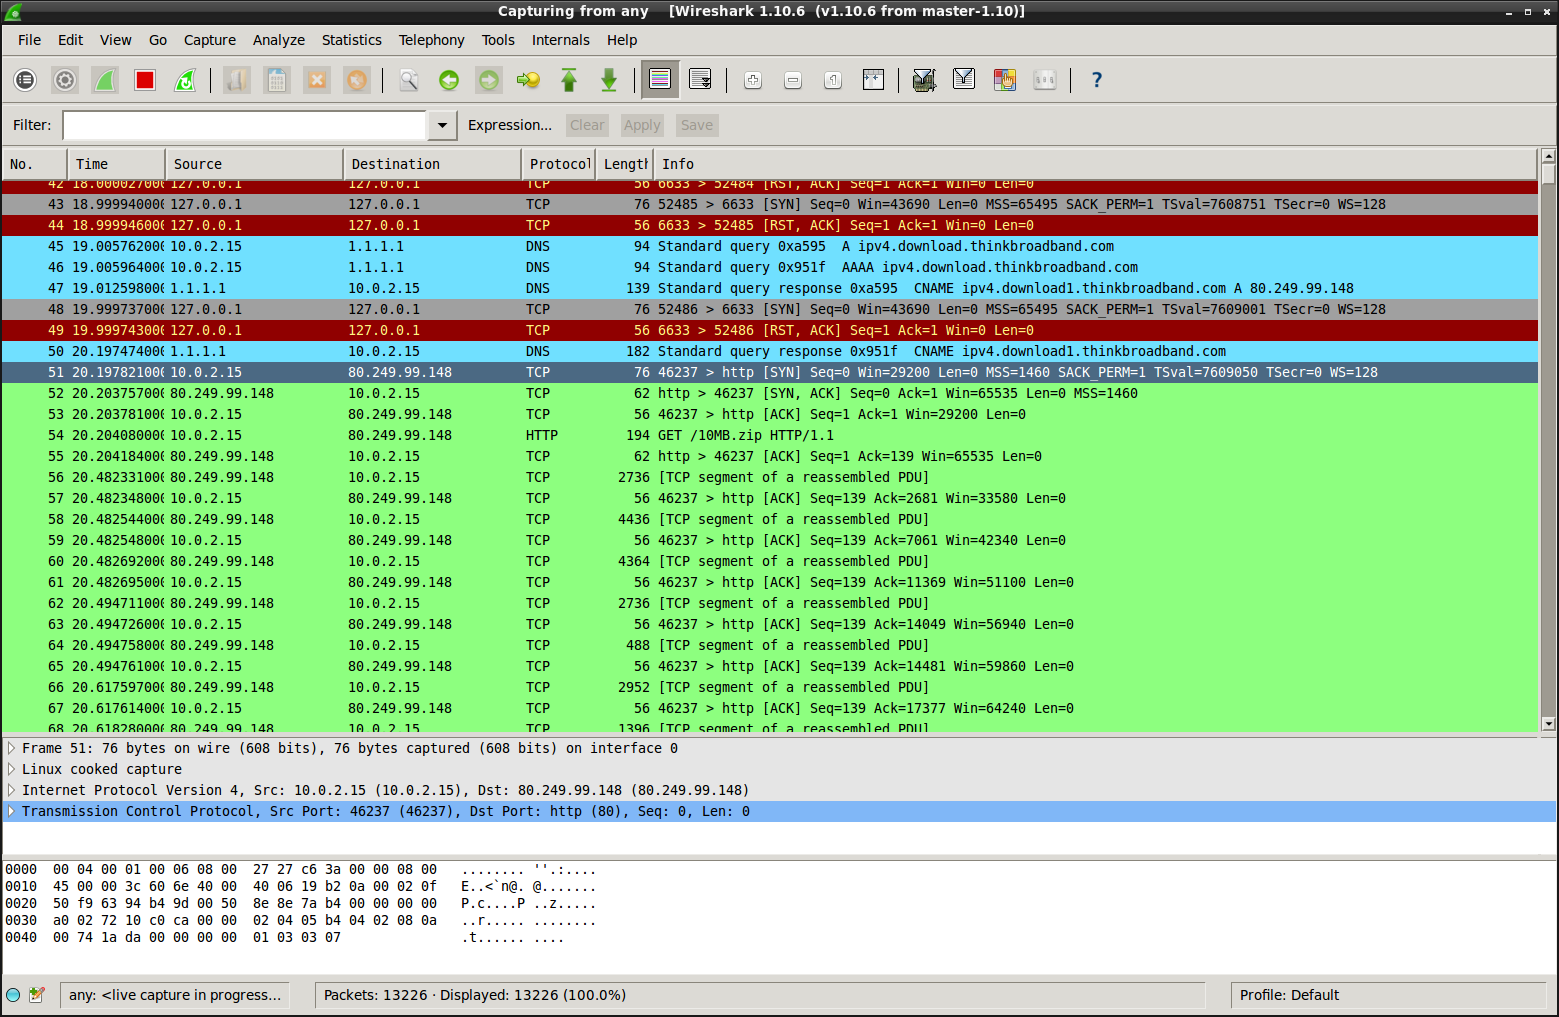 Capturing from any    [Wireshark 1.10.6  (v1.10.6 from master-1.10)]
File Edit View Go Capture Analyze Statistics Telephony Tools Internals Help
Filter: Expression... Clear Apply Save
No. Time Source Destination Protocol Length Info
42 18.000027000 127.0.0.1 127.0.0.1 TCP 56 6633 > 52484 [RST, ACK] Seq=1 Ack=1 Win=0 Len=0
43 18.999940000 127.0.0.1 127.0.0.1 TCP 76 52485 > 6633 [SYN] Seq=0 Win=43690 Len=0 MSS=65495 SACK_PERM=1 TSval=7608751 TSecr=0 WS=128
44 18.999946000 127.0.0.1 127.0.0.1 TCP 56 6633 > 52485 [RST, ACK] Seq=1 Ack=1 Win=0 Len=0
45 19.005762000 10.0.2.15 1.1.1.1 DNS 94 Standard query 0xa595  A ipv4.download.thinkbroadband.com
46 19.005964000 10.0.2.15 1.1.1.1 DNS 94 Standard query 0x951f  AAAA ipv4.download.thinkbroadband.com
47 19.012598000 1.1.1.1 10.0.2.15 DNS 139 Standard query response 0xa595  CNAME ipv4.download1.thinkbroadband.com A 80.249.99.148
48 19.999737000 127.0.0.1 127.0.0.1 TCP 76 52486 > 6633 [SYN] Seq=0 Win=43690 Len=0 MSS=65495 SACK_PERM=1 TSval=7609001 TSecr=0 WS=128
49 19.999743000 127.0.0.1 127.0.0.1 TCP 56 6633 > 52486 [RST, ACK] Seq=1 Ack=1 Win=0 Len=0
50 20.197474000 1.1.1.1 10.0.2.15 DNS 182 Standard query response 0x951f  CNAME ipv4.download1.thinkbroadband.com
51 20.197821000 10.0.2.15 80.249.99.148 TCP 76 46237 > http [SYN] Seq=0 Win=29200 Len=0 MSS=1460 SACK_PERM=1 TSval=7609050 TSecr=0 WS=128
52 20.203757000 80.249.99.148 10.0.2.15 TCP 62 http > 46237 [SYN, ACK] Seq=0 Ack=1 Win=65535 Len=0 MSS=1460
53 20.203781000 10.0.2.15 80.249.99.148 TCP 56 46237 > http [ACK] Seq=1 Ack=1 Win=29200 Len=0
54 20.204080000 10.0.2.15 80.249.99.148 HTTP 194 GET /10MB.zip HTTP/1.1
55 20.204184000 80.249.99.148 10.0.2.15 TCP 62 http > 46237 [ACK] Seq=1 Ack=139 Win=65535 Len=0
56 20.482331000 80.249.99.148 10.0.2.15 TCP 2736 [TCP segment of a reassembled PDU]
57 20.482348000 10.0.2.15 80.249.99.148 TCP 56 46237 > http [ACK] Seq=139 Ack=2681 Win=33580 Len=0
58 20.482544000 80.249.99.148 10.0.2.15 TCP 4436 [TCP segment of a reassembled PDU]
59 20.482548000 10.0.2.15 80.249.99.148 TCP 56 46237 > http [ACK] Seq=139 Ack=7061 Win=42340 Len=0
60 20.482692000 80.249.99.148 10.0.2.15 TCP 4364 [TCP segment of a reassembled PDU]
61 20.482695000 10.0.2.15 80.249.99.148 TCP 56 46237 > http [ACK] Seq=139 Ack=11369 Win=51100 Len=0
62 20.494711000 80.249.99.148 10.0.2.15 TCP 2736 [TCP segment of a reassembled PDU]
63 20.494726000 10.0.2.15 80.249.99.148 TCP 56 46237 > http [ACK] Seq=139 Ack=14049 Win=56940 Len=0
64 20.494758000 80.249.99.148 10.0.2.15 TCP 488 [TCP segment of a reassembled PDU]
65 20.494761000 10.0.2.15 80.249.99.148 TCP 56 46237 > http [ACK] Seq=139 Ack=14481 Win=59860 Len=0
66 20.617597000 80.249.99.148 10.0.2.15 TCP 2952 [TCP segment of a reassembled PDU]
67 20.617614000 10.0.2.15 80.249.99.148 TCP 56 46237 > http [ACK] Seq=139 Ack=17377 Win=64240 Len=0
68 20.618280000 80.249.99.148 10.0.2.15 TCP 1396 [TCP segment of a reassembled PDU]
Frame 51: 76 bytes on wire (608 bits), 76 bytes captured (608 bits) on interface 0
Linux cooked capture
Internet Protocol Version 4, Src: 10.0.2.15 (10.0.2.15), Dst: 80.249.99.148 (80.249.99.148)
Transmission Control Protocol, Src Port: 46237 (46237), Dst Port: http (80), Seq: 0, Len: 0
0000  00 04 00 01 00 06 08 00  27 27 c6 3a 00 00 08 00   ........ ''.:....
0010  45 00 00 3c 60 6e 40 00  40 06 19 b2 0a 00 02 0f   E..<`n@. @.......
0020  50 f9 63 94 b4 9d 00 50  8e 8e 7a b4 00 00 00 00   P.c....P ..z.....
0030  a0 02 72 10 c0 ca 00 00  02 04 05 b4 04 02 08 0a   ..r..... ........
0040  00 74 1a da 00 00 00 00  01 03 03 07               .t...... ....
any: <live capture in progress... Packets: 13226 · Displayed: 13226 (100.0%) Profile: Default